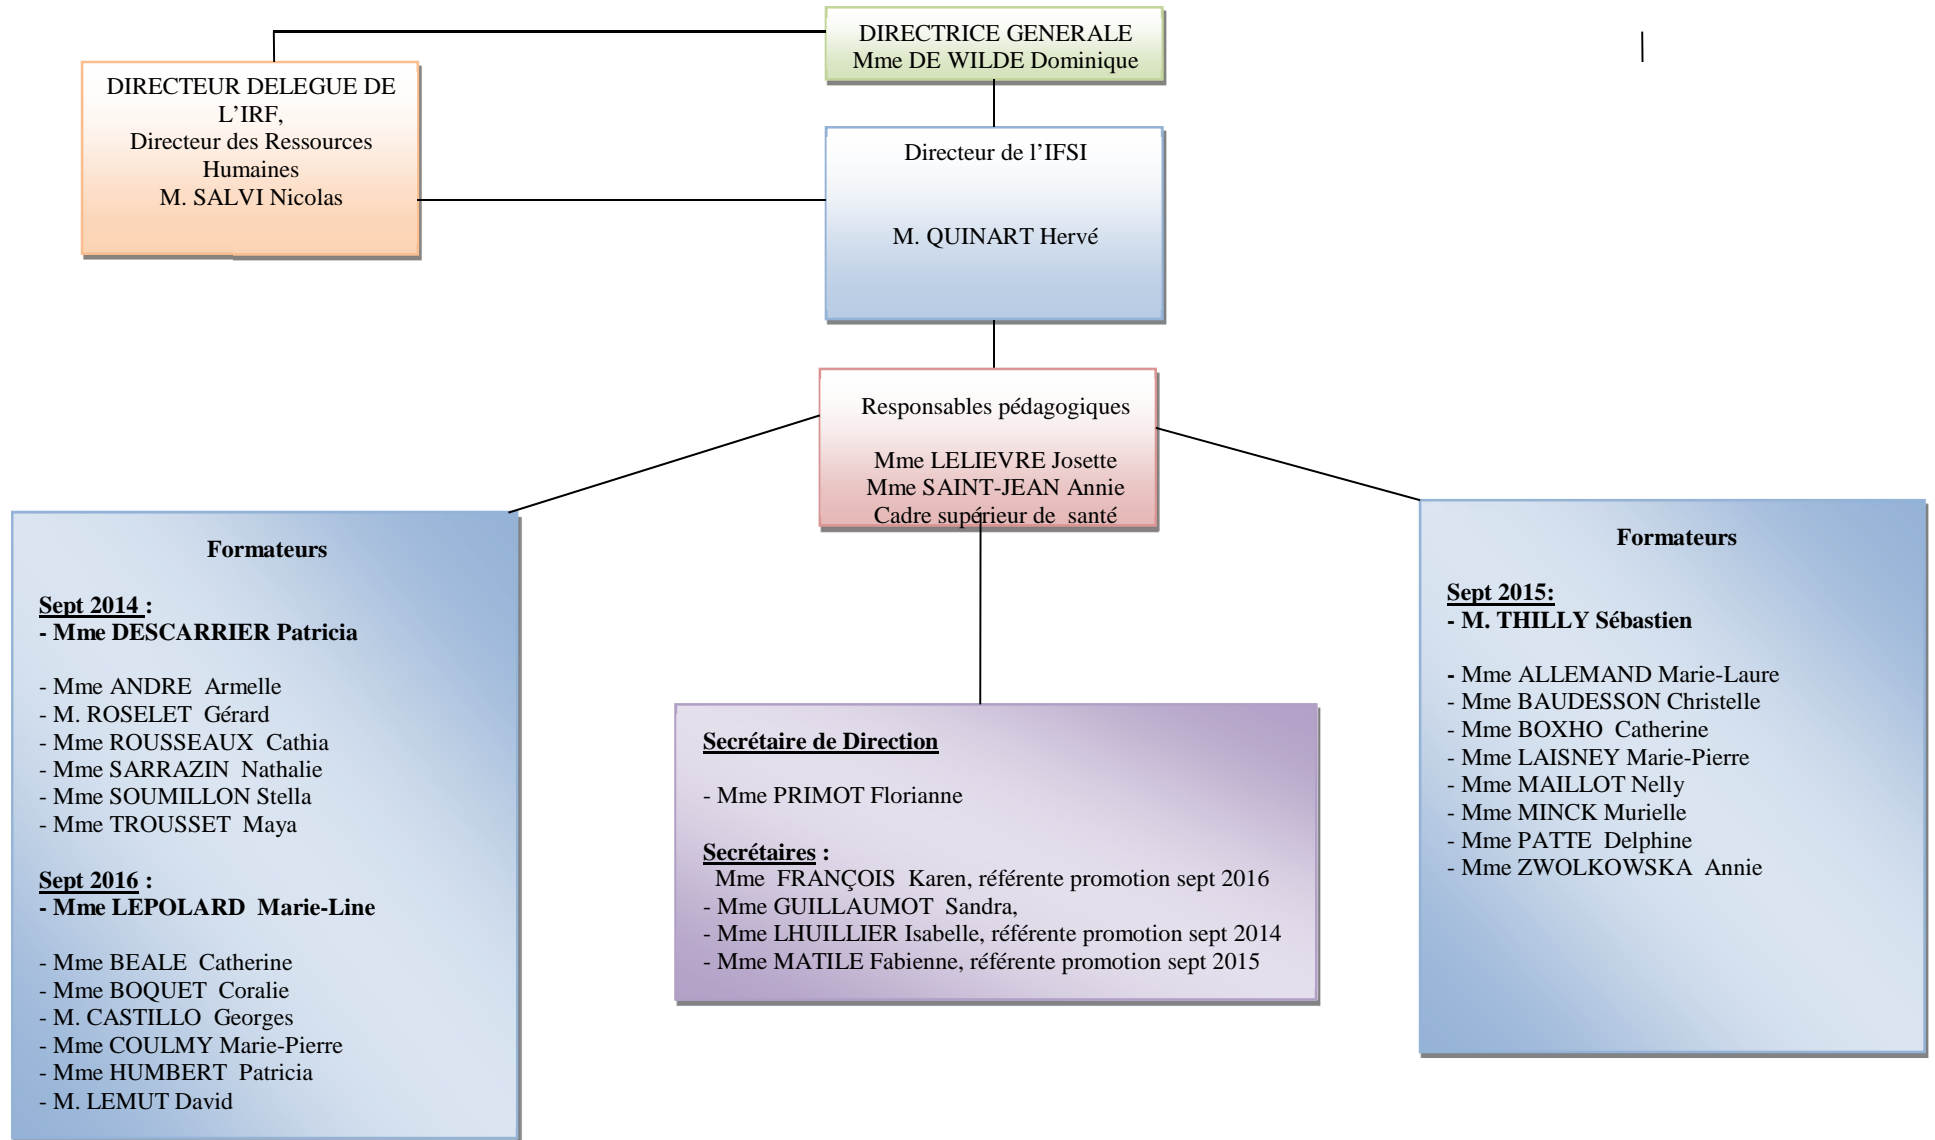 DIRECTRICE GENERALE
Mme DE WILDE Dominique
DIRECTEUR DELEGUE DE
L’IRF,
Directeur des Ressources
Humaines
M. SALVI Nicolas
Directeur de l’IFSI
M. QUINART Hervé
Responsables pédagogiques
Mme LELIEVRE Josette
Mme SAINT-JEAN Annie
Cadre supérieur de  santé
Formateurs
Sept 2014 :
- Mme DESCARRIER Patricia
- Mme ANDRE  Armelle
- M. ROSELET  Gérard
- Mme ROUSSEAUX  Cathia
- Mme SARRAZIN  Nathalie
- Mme SOUMILLON Stella
- Mme TROUSSET  Maya
Sept 2016 :
- Mme LEPOLARD  Marie-Line
- Mme BEALE  Catherine
- Mme BOQUET  Coralie
- M. CASTILLO  Georges
- Mme COULMY Marie-Pierre
- Mme HUMBERT  Patricia
- M. LEMUT David
Secrétaire de Direction
- Mme PRIMOT Florianne
Secrétaires :
Mme  FRANÇOIS  Karen, référente promotion sept 2016
- Mme GUILLAUMOT  Sandra,
- Mme LHUILLIER Isabelle, référente promotion sept 2014
- Mme MATILE Fabienne, référente promotion sept 2015
Formateurs
Sept 2015:
- M. THILLY Sébastien
- Mme ALLEMAND Marie-Laure
- Mme BAUDESSON Christelle
- Mme BOXHO  Catherine
- Mme LAISNEY Marie-Pierre
- Mme MAILLOT Nelly
- Mme MINCK Murielle
- Mme PATTE  Delphine
- Mme ZWOLKOWSKA  Annie